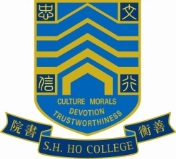 忠 文
信 行
CULTURE MORALS
DEVOTION
TRUSTWORTHINESS
院書 S.H. HO COLLEGE 衡善